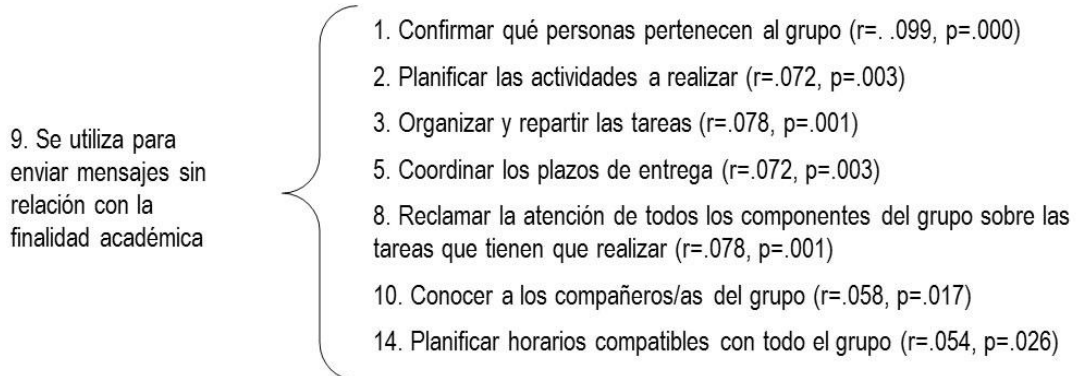 9. Se utiliza para
enviar mensajes sin
relación con la
finalidad académica
1. Confirmar qué personas pertenecen al grupo (r=. .099, p=.000)
2. Planificar las actividades a realizar (r=.072, p=.003)
3. Organizar y repartir las tareas (r=.078, p=.001)
5. Coordinar los plazos de entrega (r=.072, p=.003)
8. Reclamar la atención de todos los componentes del grupo sobre las
tareas que tienen que realizar (r=.078, p=.001)
10. Conocer a los compañeros/as del grupo (r=.058, p=.017)
14. Planificar horarios compatibles con todo el grupo (r=.054, p=.026)